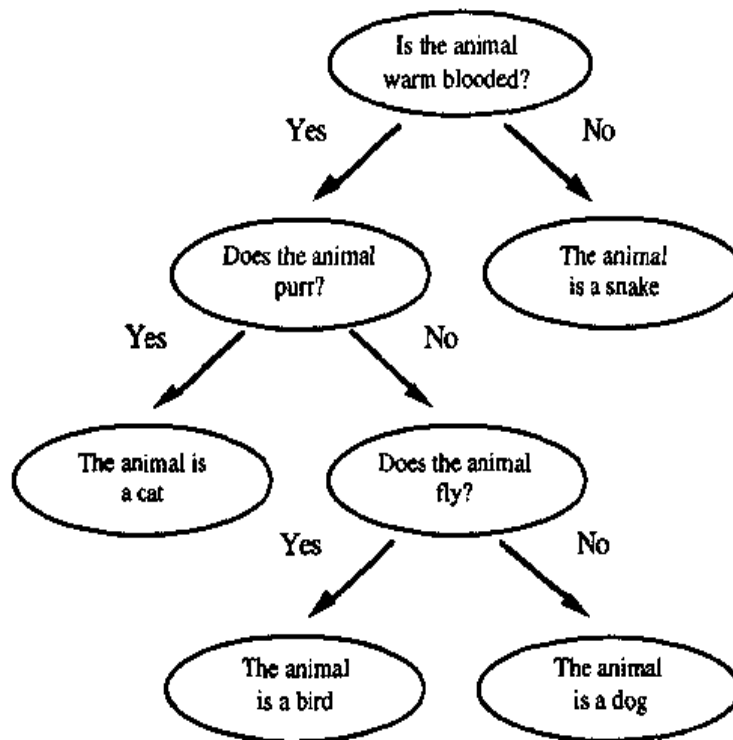 Is the animal
warm blooded?
Yes
No
Does the animal
purr?
The animal
is a snake
Yes
No
The animal is
a cat
Does the animal
fly?
Yes
No
The animal
is a bird
The animal
is a dog